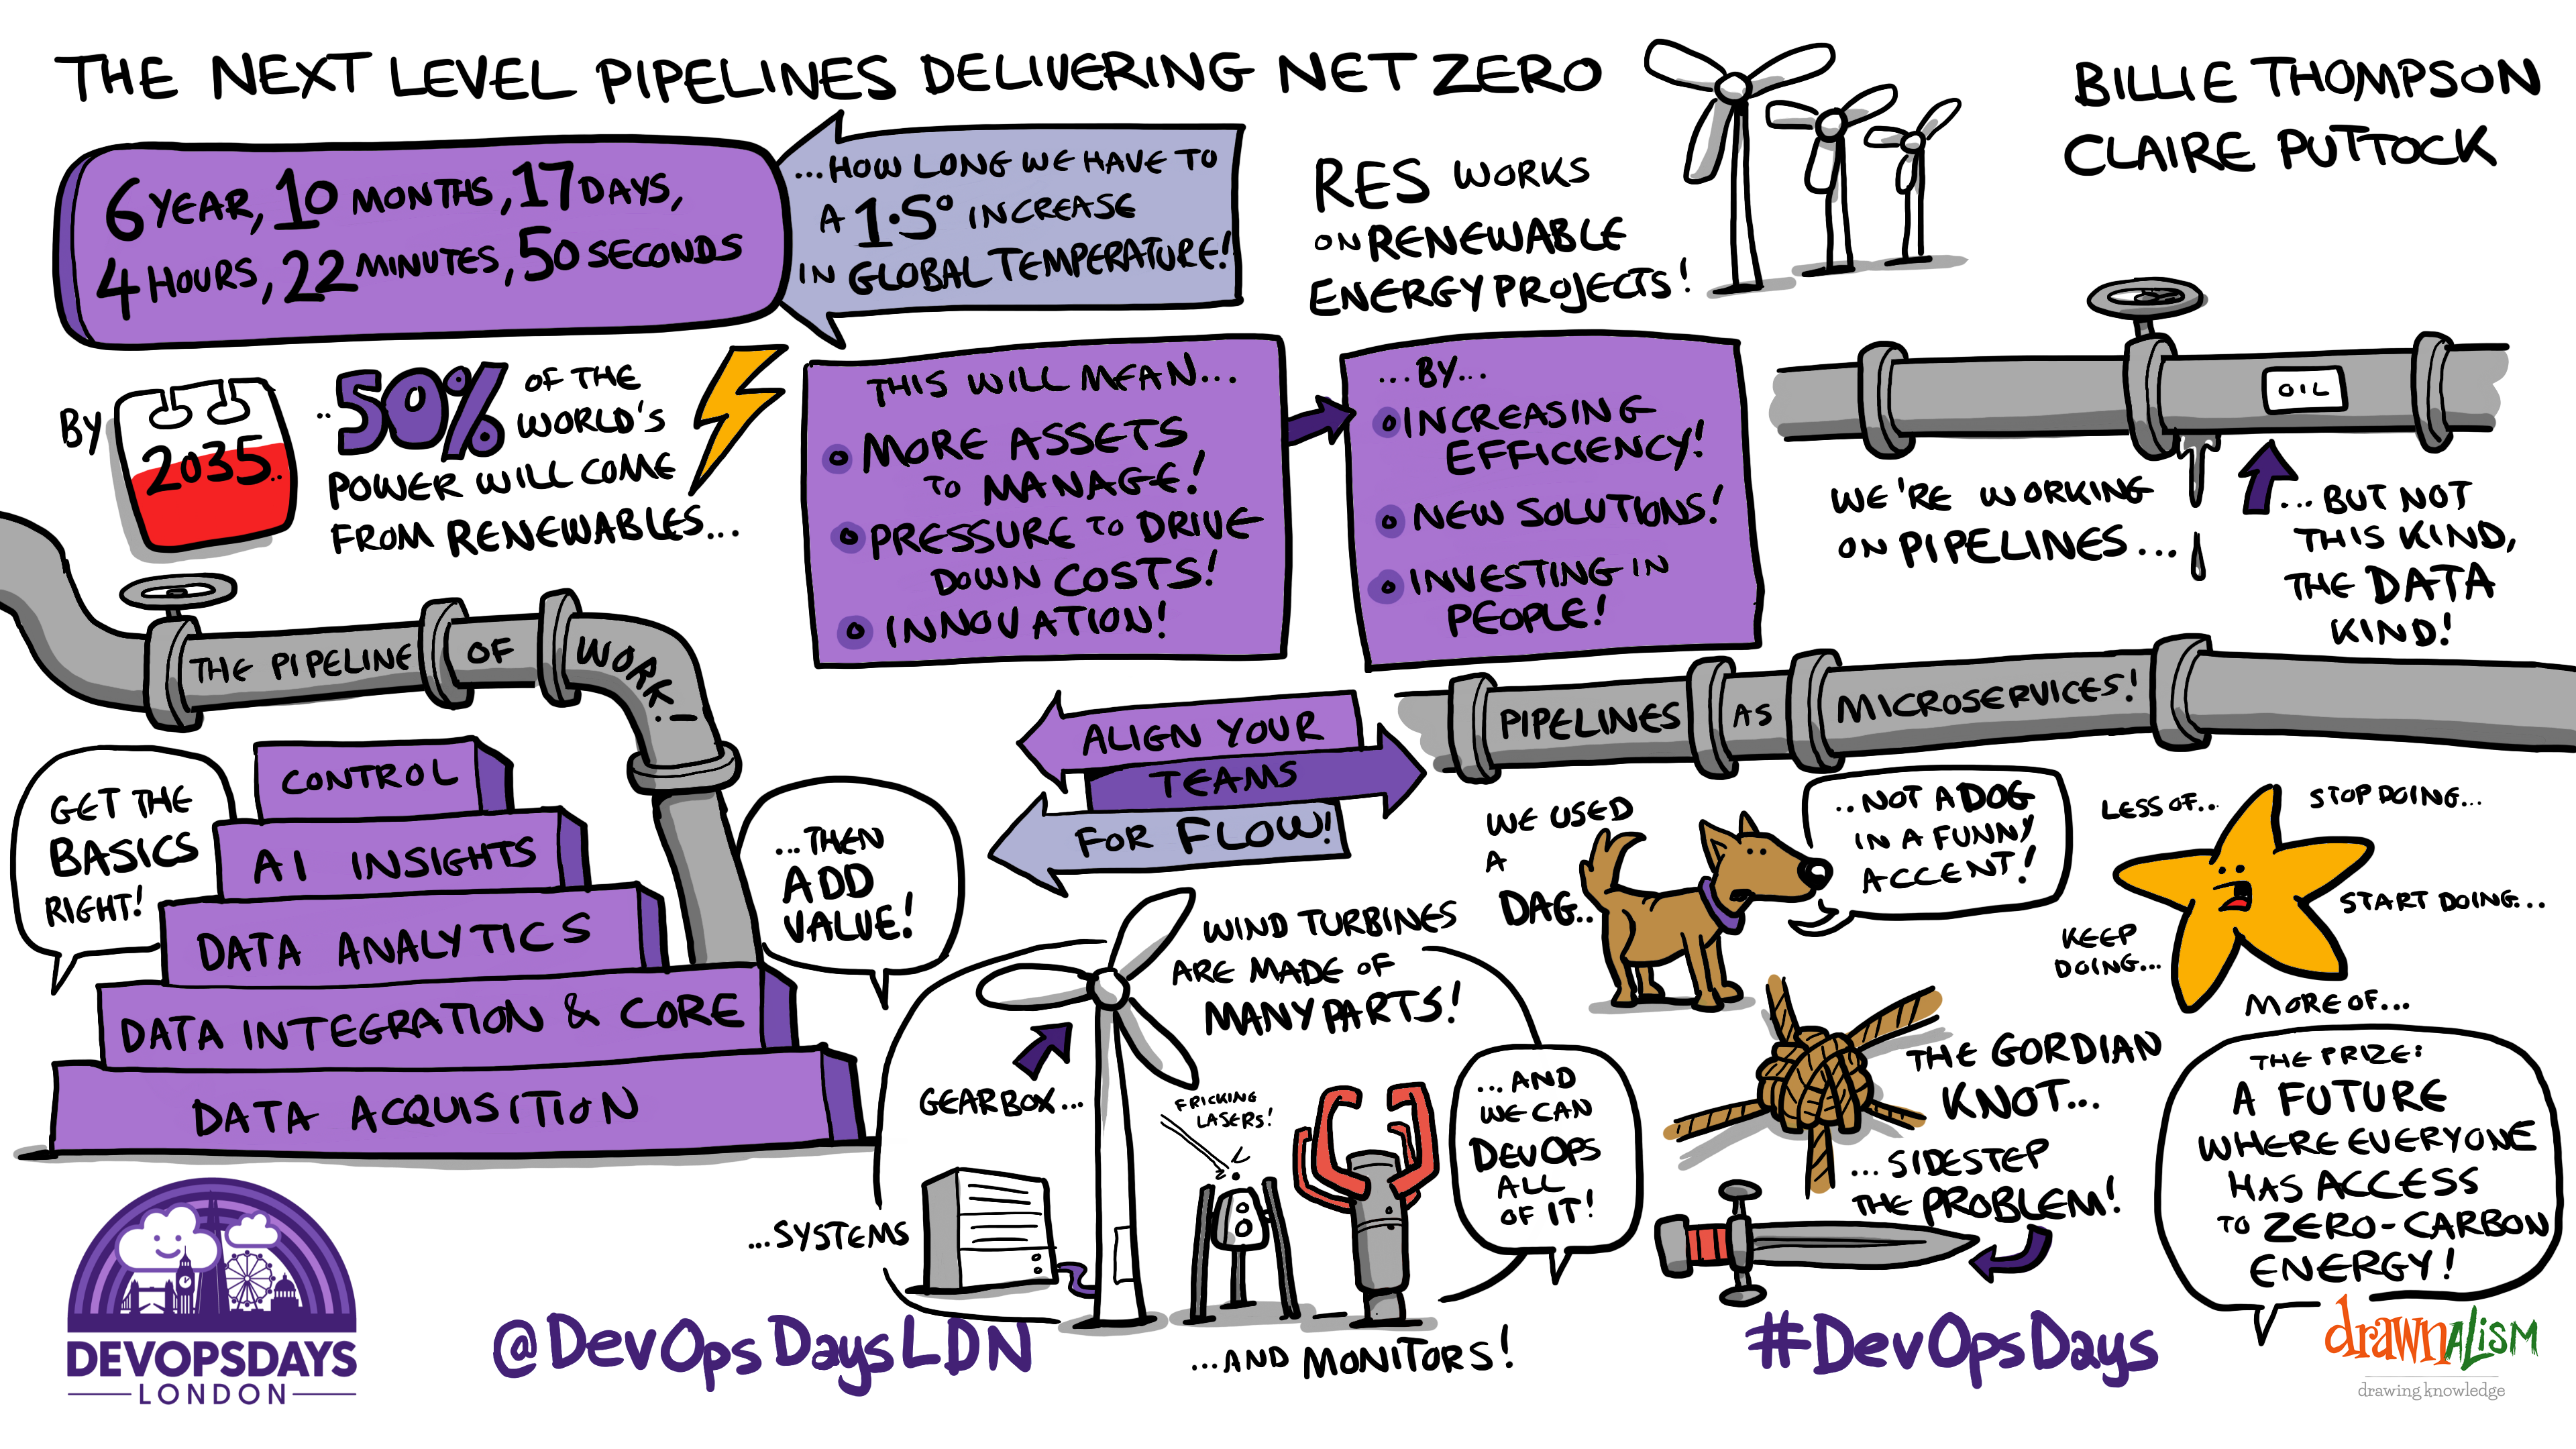 THE NEXT LEVEL PIPELINES DELIVERING NET ZERO
BILLIE THOMPSON
CLAIRE PUTTOCK
6 YEAR, 10 MONTHS, 17 DAYS,
4 HOURS, 22 MINUTES, 50 SECONDS
...HOW LONG WE HAVE TO
A 1.5° INCREASE
IN GLOBAL TEMPERATURE!
RES WORKS
ON RENEWABLE
ENERGY PROJECTS!
BY
2035..
..50% OF THE
WORLD'S
POWER WILL COME
FROM RENEWABLES...
THIS WILL MEAN...
MORE ASSETS
TO MANAGE!
PRESSURE TO DRIVE
DOWN COSTS!
INNOVATION!
...BY...
INCREASING
EFFICIENCY!
NEW SOLUTIONS!
INVESTING IN
PEOPLE!
OIL
WE'RE WORKING
ON PIPELINES...
...BUT NOT
THIS KIND,
THE DATA
KIND!
THE PIPELINE OF WORK!
GET THE
BASICS
RIGHT!
CONTROL
AI INSIGHTS
DATA ANALYTICS
DATA INTEGRATION & CORE
DATA ACQUISITION
...THEN
ADD
VALUE!
ALIGN YOUR
TEAMS
FOR FLOW!
PIPELINES AS MICROSERVICES!
WE USED
A
DAG..
..NOT A DOG
IN A FUNNY
ACCENT!
LESS OF...
STOP DOING...
START DOING...
KEEP
DOING...
MORE OF...
WIND TURBINES
ARE MADE OF
MANY PARTS!
GEARBOX...
...SYSTEMS
FRICKING
LASERS!
...AND MONITORS!
...AND
WE CAN
DEVOPS
ALL
OF IT!
THE GORDIAN
KNOT...
...SIDESTEP
THE PROBLEM!
THE PRIZE:
A FUTURE
WHERE EVERYONE
HAS ACCESS
TO ZERO-CARBON
ENERGY!
DEVOPSDAYS
LONDON
@DevOpsDaysLDN
#DevOpsDays
drawnalism
drawing knowledge